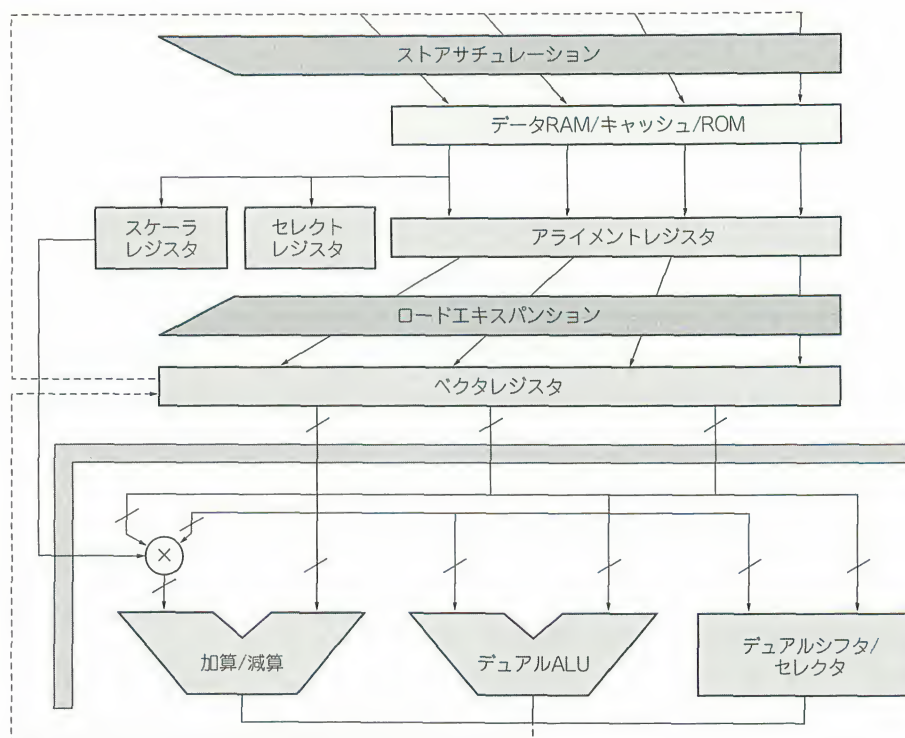 ストアサチュレーション
データRAM/キャッシュ/ROM
スケーラ
レジスタ
セレクト
レジスタ
アライメントレジスタ
ロードエキスパンション
ベクタレジスタ
×
加算/減算
デュアルALU
デュアルシフタ/
セレクタ